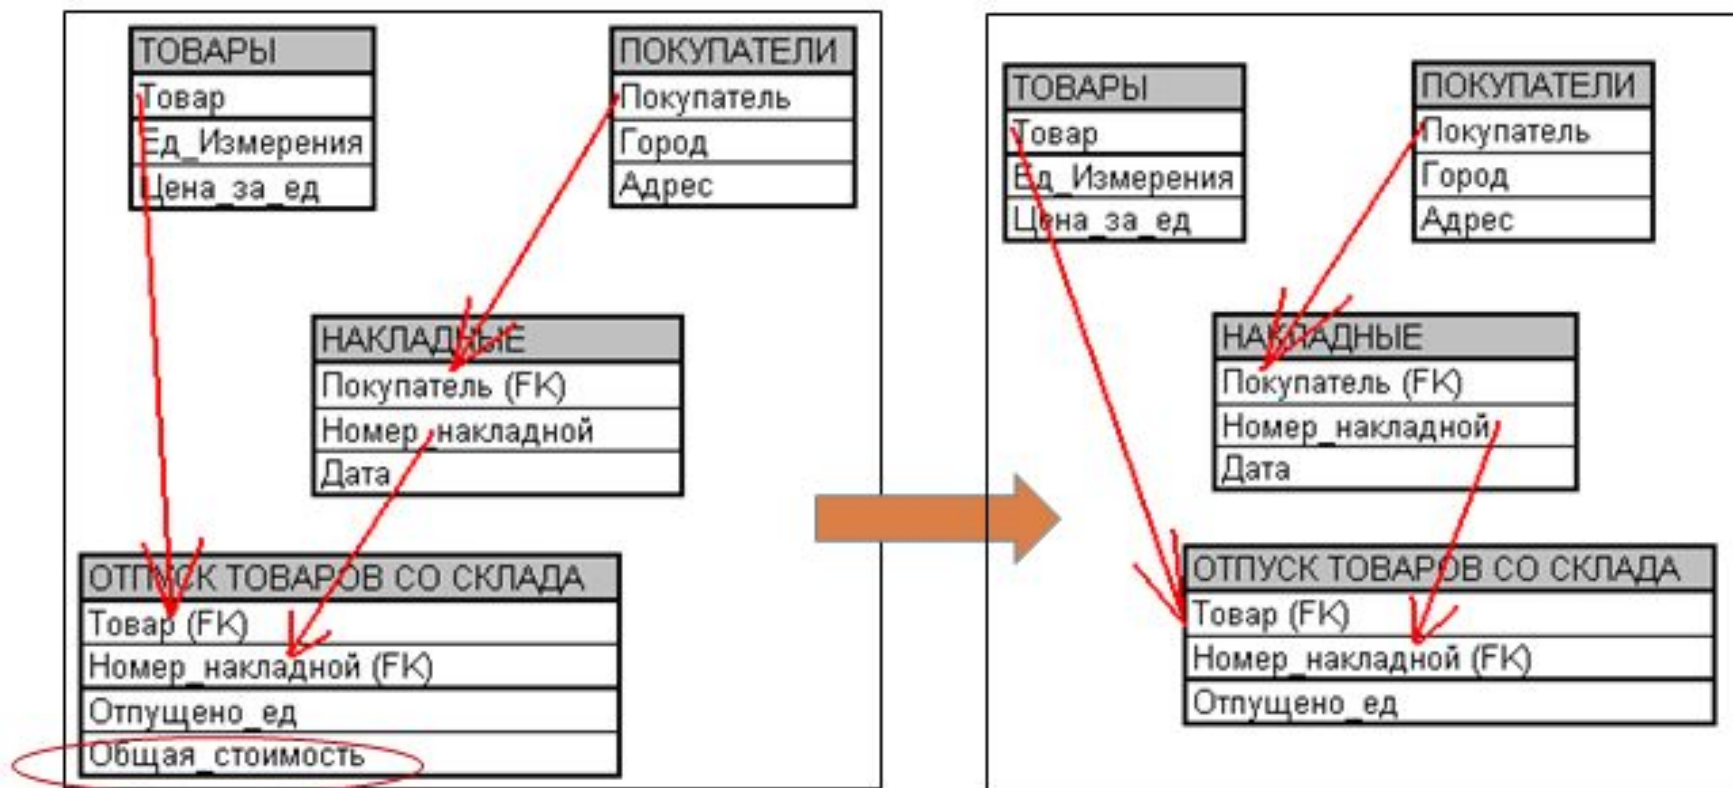 ТОВАРЫ
Товар
Ед_Измерения
Цена_за_ед
ПОКУПАТЕЛИ
Покупатель
Город
Адрес
НАКЛАДНЫЕ
Покупатель (FK)
Номер_накладной
Дата
ОТПУСК ТОВАРОВ СО СКЛАДА
Товар (FK)
Номер_накладной (FK)
Отпущено_ед
Общая_стоимость
ТОВАРЫ
Товар
Ед_Измерения
Цена_за_ед
ПОКУПАТЕЛИ
Покупатель
Город
Адрес
НАКЛАДНЫЕ
Покупатель (FK)
Номер_накладной
Дата
ОТПУСК ТОВАРОВ СО СКЛАДА
Товар (FK)
Номер_накладной (FK)
Отпущено_ед